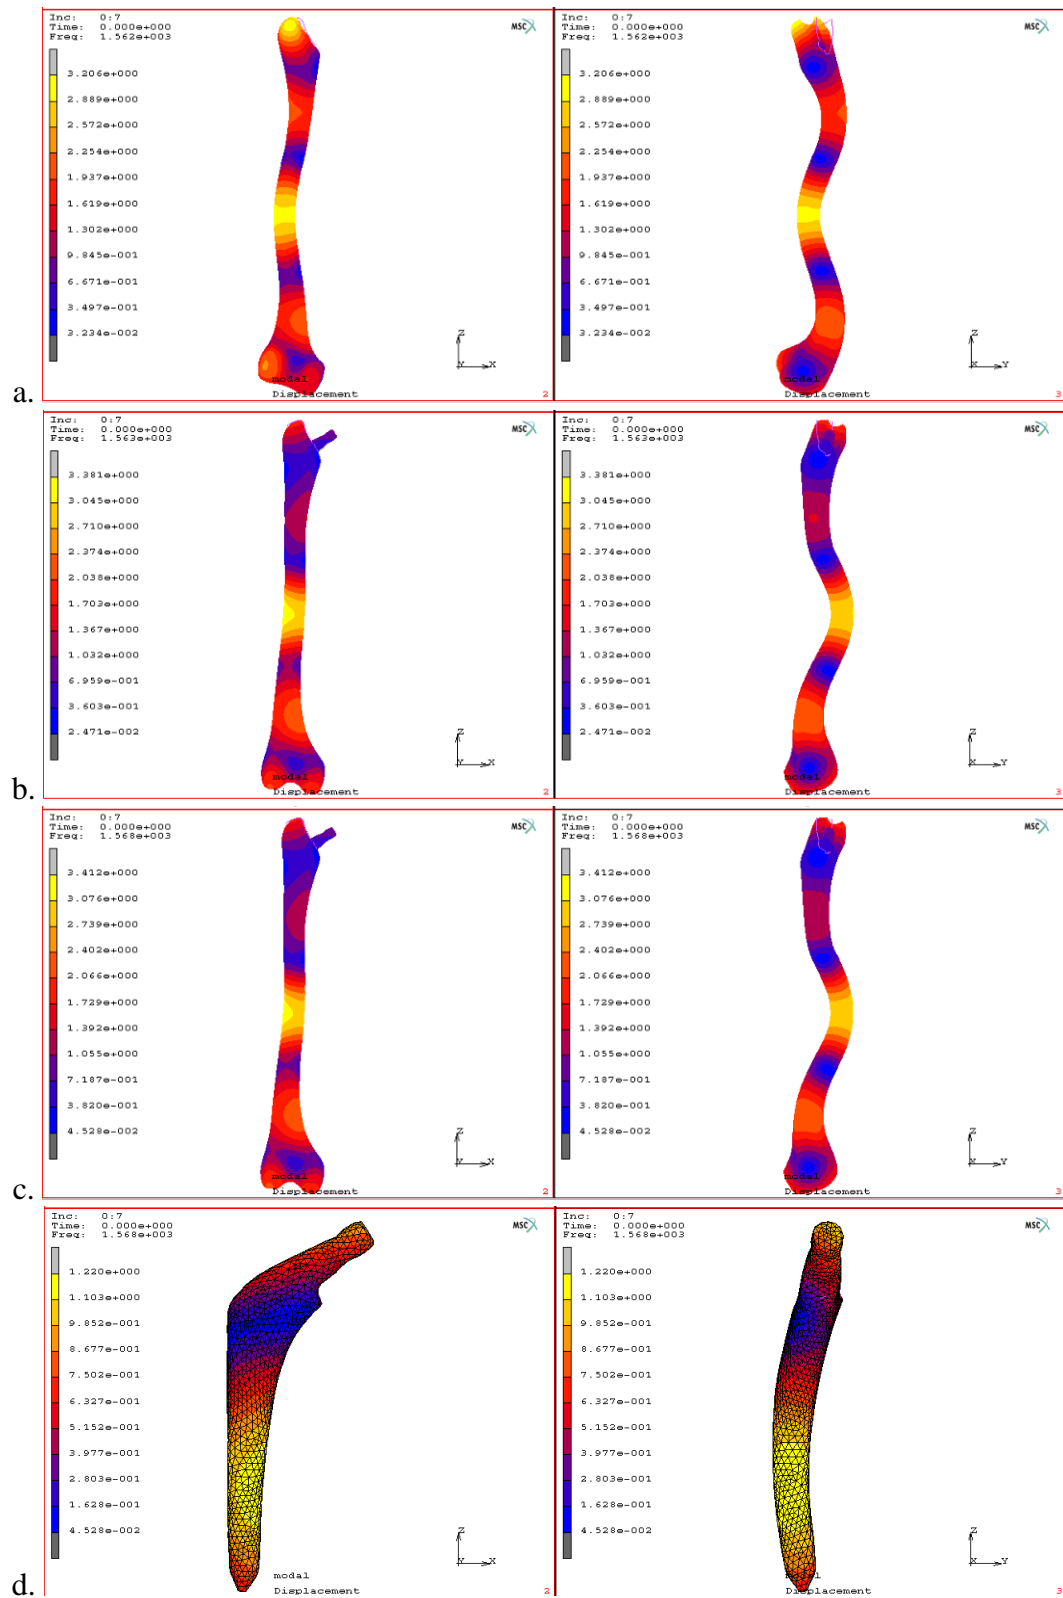 Inc: 0:7
Time: 0.000e+000
Freq: 1.562e+003
MSC
3.206e+000
2.889e+000
2.572e+000
2.254e+000
1.937e+000
1.619e+000
1.302e+000
9.845e-001
6.671e-001
3.497e-001
3.234e-002
Z
Y X
modal
Displacement
2
Inc: 0:7
Time: 0.000e+000
Freq: 1.562e+003
MSC
3.206e+000
2.889e+000
2.572e+000
2.254e+000
1.937e+000
1.619e+000
1.302e+000
9.845e-001
6.671e-001
3.497e-001
3.234e-002
Z
X Y
modal
Displacement
3
a.
Inc: 0:7
Time: 0.000e+000
Freq: 1.563e+003
MSC
3.381e+000
3.045e+000
2.710e+000
2.374e+000
2.038e+000
1.703e+000
1.367e+000
1.032e+000
6.959e-001
3.603e-001
2.471e-002
Z
Y X
modal
Displacement
2
Inc: 0:7
Time: 0.000e+000
Freq: 1.563e+003
MSC
3.381e+000
3.045e+000
2.710e+000
2.374e+000
2.038e+000
1.703e+000
1.367e+000
1.032e+000
6.959e-001
3.603e-001
2.471e-002
Z
X Y
modal
Displacement
3
b.
Inc: 0:7
Time: 0.000e+000
Freq: 1.568e+003
MSC
3.412e+000
3.076e+000
2.739e+000
2.402e+000
2.066e+000
1.729e+000
1.392e+000
1.055e+000
7.187e-001
3.820e-001
4.528e-002
Z
Y X
modal
Displacement
2
Inc: 0:7
Time: 0.000e+000
Freq: 1.568e+003
MSC
3.412e+000
3.076e+000
2.739e+000
2.402e+000
2.066e+000
1.729e+000
1.392e+000
1.055e+000
7.187e-001
3.820e-001
4.528e-002
Z
X Y
modal
Displacement
3
c.
Inc: 0:7
Time: 0.000e+000
Freq: 1.568e+003
MSC
1.220e+000
1.103e+000
9.852e-001
8.677e-001
7.502e-001
6.327e-001
5.152e-001
3.977e-001
2.803e-001
1.628e-001
4.528e-002
Z
Y X
modal
Displacement
2
Inc: 0:7
Time: 0.000e+000
Freq: 1.568e+003
MSC
1.220e+000
1.103e+000
9.852e-001
8.677e-001
7.502e-001
6.327e-001
5.152e-001
3.977e-001
2.803e-001
1.628e-001
4.528e-002
Z
X Y
modal
Displacement
3
d.